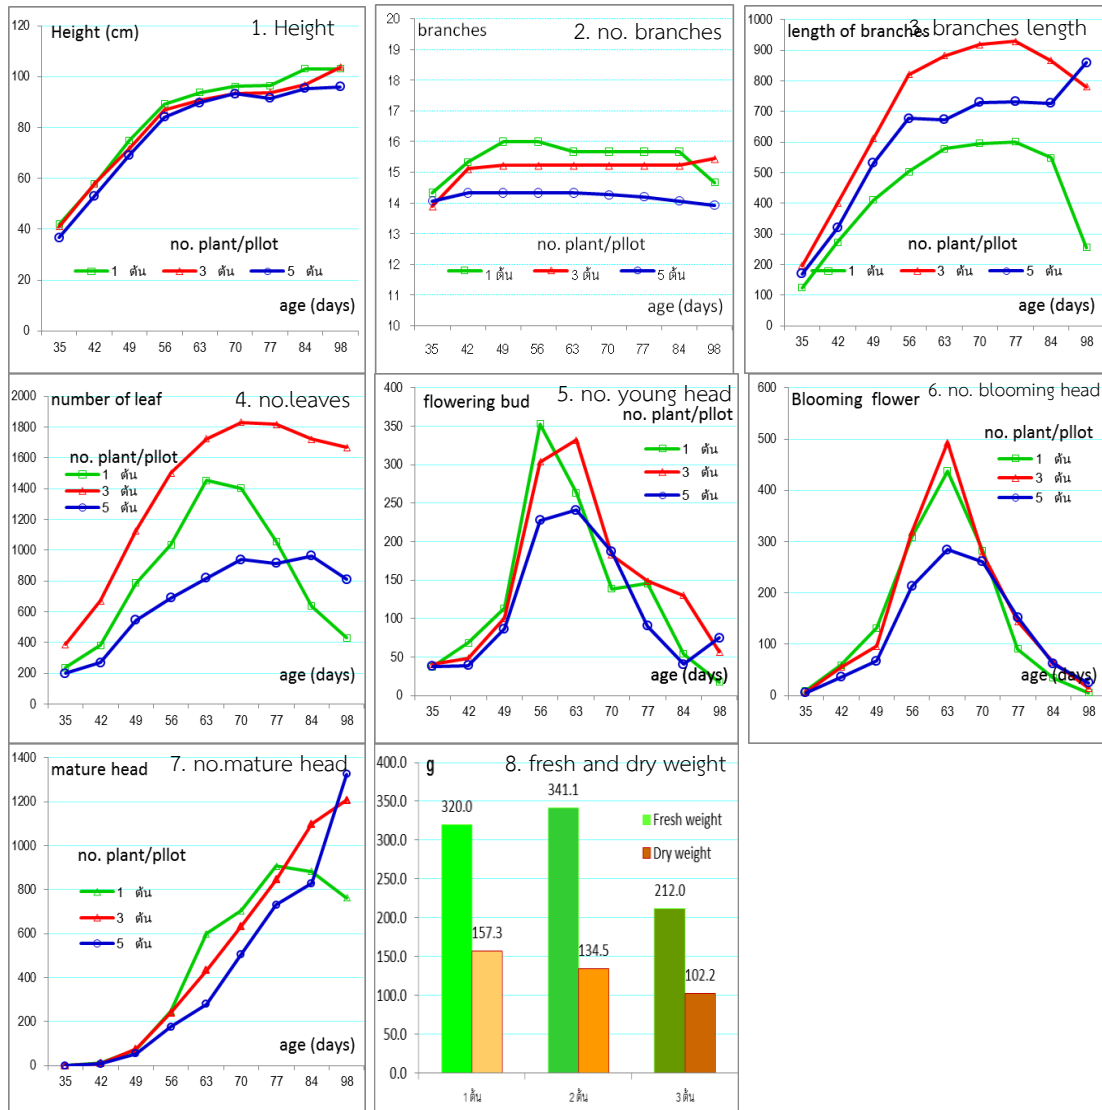 Height (cm)
1. Height
120
100
80
60
40
20
0
no. plant/pllot
1 ต้น
3 ต้น
5 ต้น
age (days)
35 42 49 56 63 70 77 84 98
branches
2. no. branches
20
19
18
17
16
15
14
13
12
11
10
no. plant/pllot
1 ต้น
3 ต้น
5 ต้น
age (days)
35 42 49 56 63 70 77 84 98
length of branches
3. branches length
1000
900
800
700
600
500
400
300
200
100
0
no. plant/pllot
1 ต้น
3 ต้น
5 ต้น
age (days)
35 42 49 56 63 70 77 84 98
number of leaf
4. no.leaves
2000
1800
1600
1400
1200
1000
800
600
400
200
0
no. plant/pllot
1 ต้น
3 ต้น
5 ต้น
age (days)
35 42 49 56 63 70 77 84 98
flowering bud
5. no. young head
400
350
300
250
200
150
100
50
0
no. plant/pllot
1 ต้น
3 ต้น
5 ต้น
age (days)
35 42 49 56 63 70 77 84 98
Blooming flower
6. no. blooming head
600
500
400
300
200
100
0
no. plant/pllot
1 ต้น
3 ต้น
5 ต้น
age (days)
35 42 49 56 63 70 77 84 98
mature head
7. no.mature head
1400
1200
1000
800
600
400
200
0
no. plant/pllot
1 ต้น
3 ต้น
5 ต้น
age (days)
35 42 49 56 63 70 77 84 98
g
8. fresh and dry weight
400.0
350.0
300.0
250.0
200.0
150.0
100.0
50.0
0.0
320.0
157.3
341.1
134.5
212.0
102.2
Fresh weight
Dry weight
1 ต้น 2 ต้น 3 ต้น